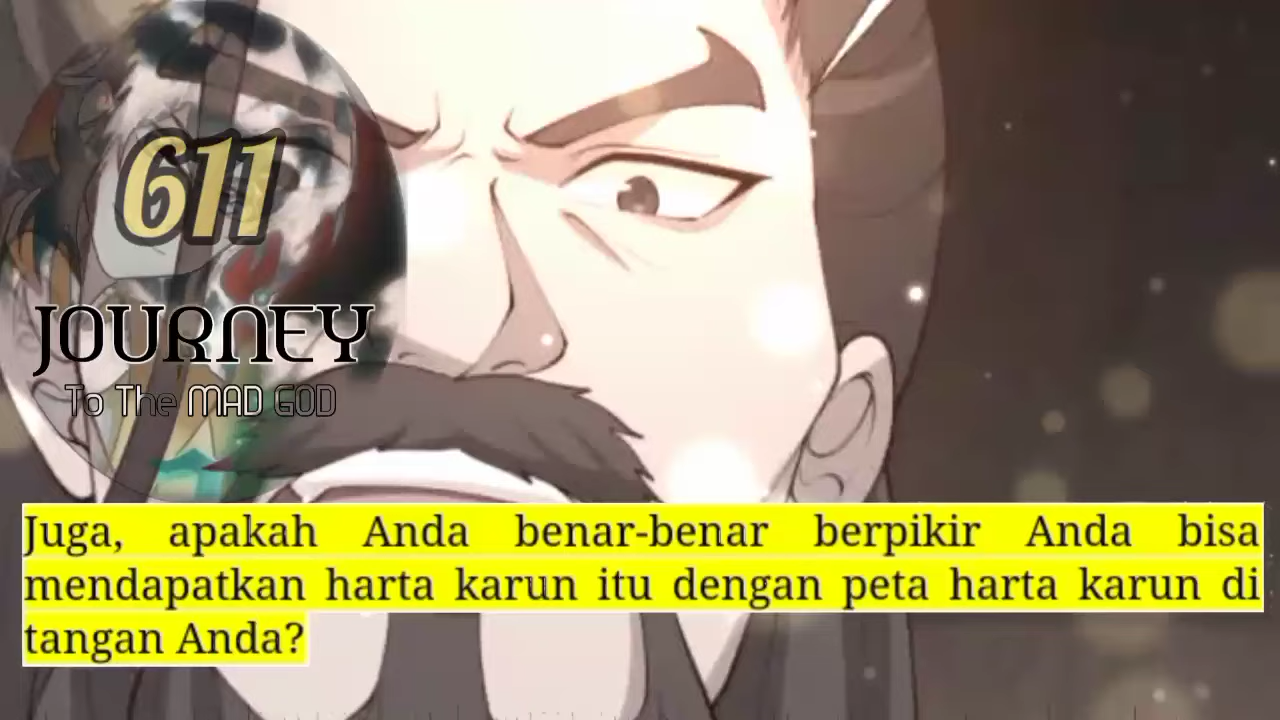 611
JOURNEY
To The MAD GOD
Juga, apakah Anda benar-benar berpikir Anda bisa
mendapatkan harta karun itu dengan peta harta karun di
tangan Anda?